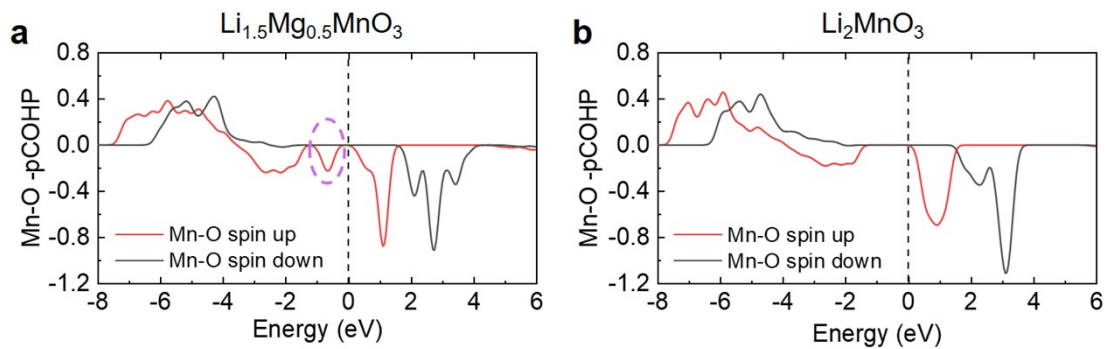 a
Li₁.₅Mg₀.₅MnO₃
Mn-O -pCOHP
0.8
0.4
0.0
-0.4
-0.8
-1.2
Mn-O spin up
Mn-O spin down
-8 -6 -4 -2 0 2 4 6
Energy (eV)
b
Li₂MnO₃
Mn-O -pCOHP
0.8
0.4
0.0
-0.4
-0.8
-1.2
Mn-O spin up
Mn-O spin down
-8 -6 -4 -2 0 2 4 6
Energy (eV)